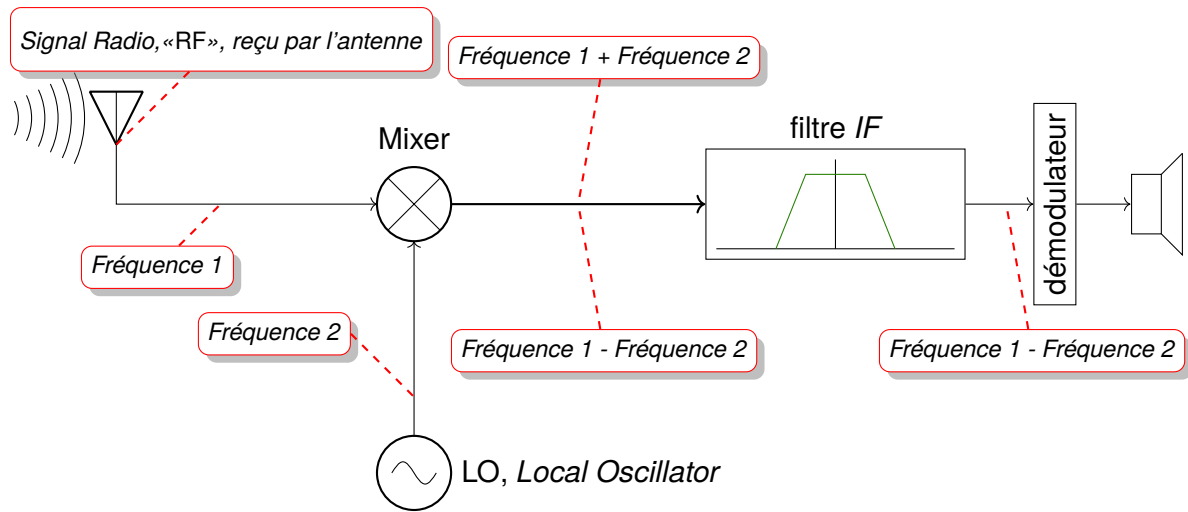 Signal Radio,«RF», reçu par l'antenne
Fréquence 1 + Fréquence 2
Mixer
filtre IF
démodulateur
Fréquence 1
Fréquence 2
Fréquence 1 - Fréquence 2
Fréquence 1 - Fréquence 2
LO, Local Oscillator